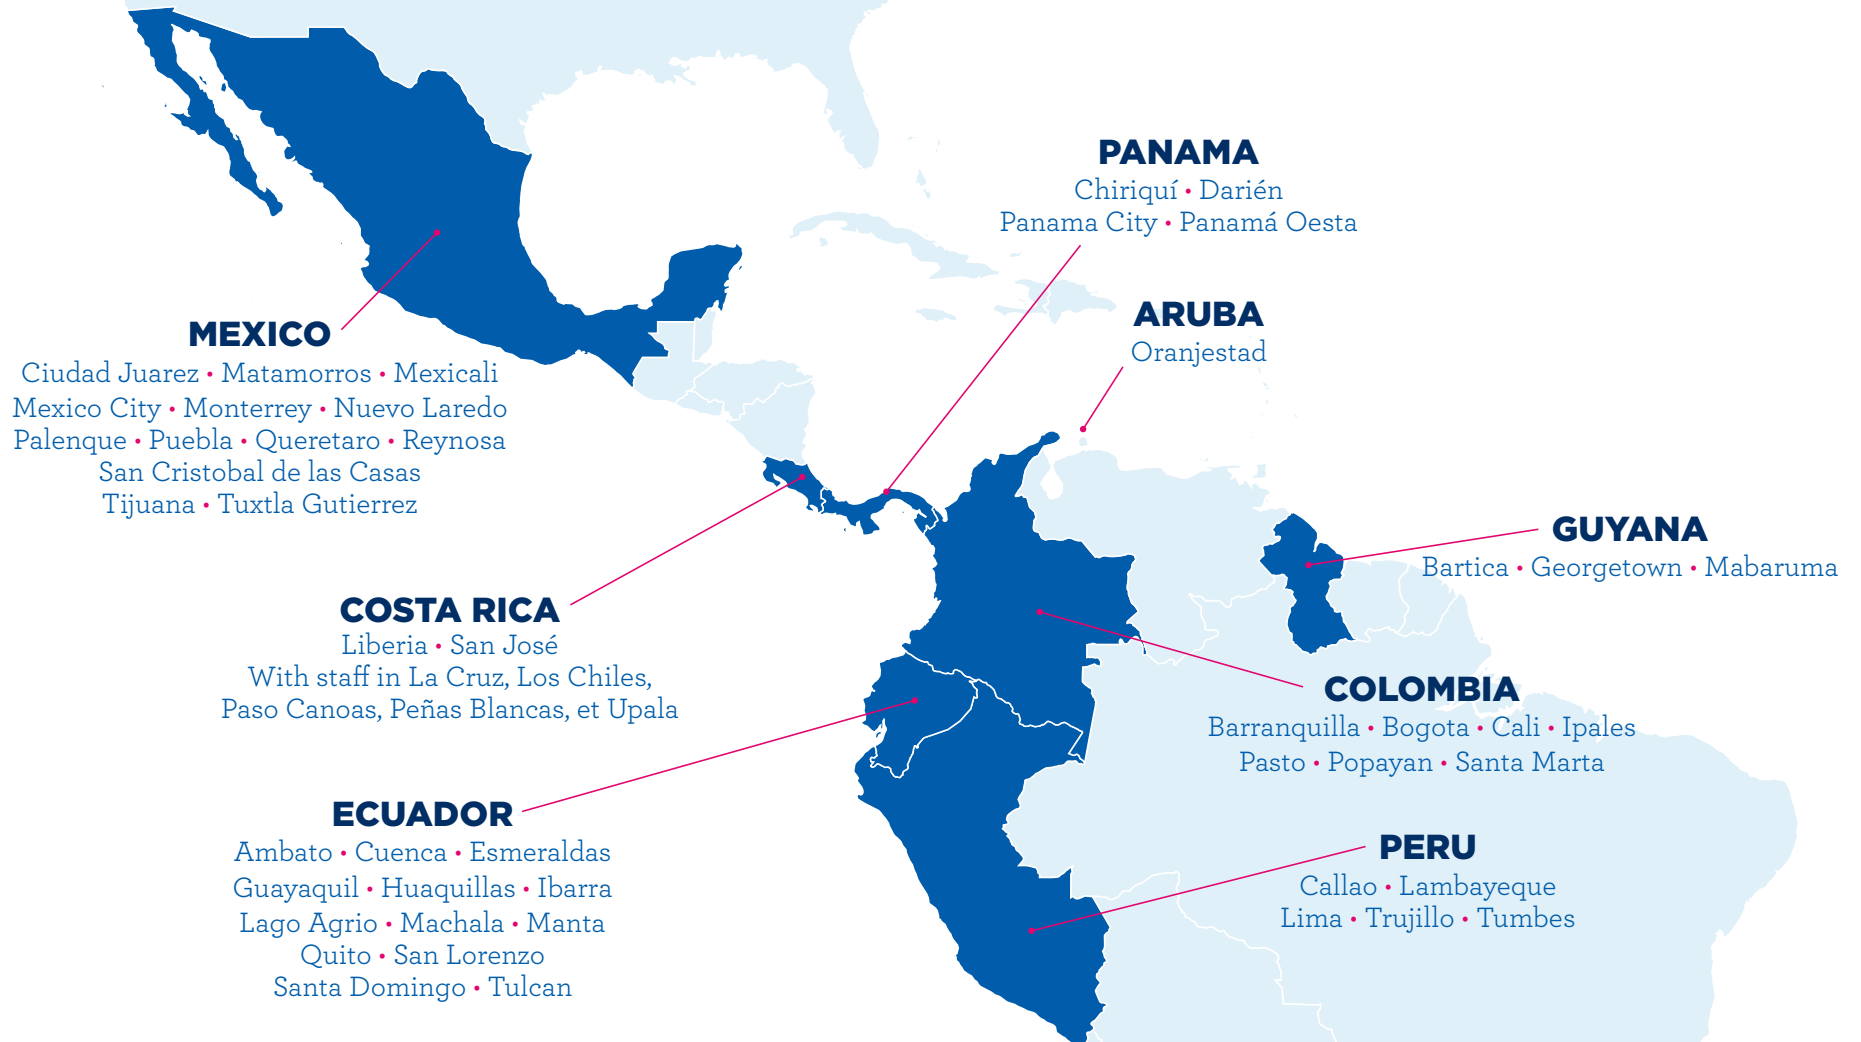 PANAMA
Chiriquí • Darién
Panama City • Panamá Oesta
ARUBA
Oranjestad
MEXICO
Ciudad Juarez • Matamorros • Mexicali
Mexico City • Monterrey • Nuevo Laredo
Palenque • Puebla • Queretaro • Reynosa
San Cristobal de las Casas
Tijuana • Tuxtla Gutierrez
GUYANA
Bartica • Georgetown • Mabaruma
COSTA RICA
Liberia • San José
With staff in La Cruz, Los Chiles,
Paso Canoas, Peñas Blancas, et Upala
COLOMBIA
Barranquilla • Bogota • Cali • Ipales
Pasto • Popayan • Santa Marta
ECUADOR
Ambato • Cuenca • Esmeraldas
Guayaquil • Huaquillas • Ibarra
Lago Agrio • Machala • Manta
Quito • San Lorenzo
Santa Domingo • Tulcan
PERU
Callao • Lambayeque
Lima • Trujillo • Tumbes